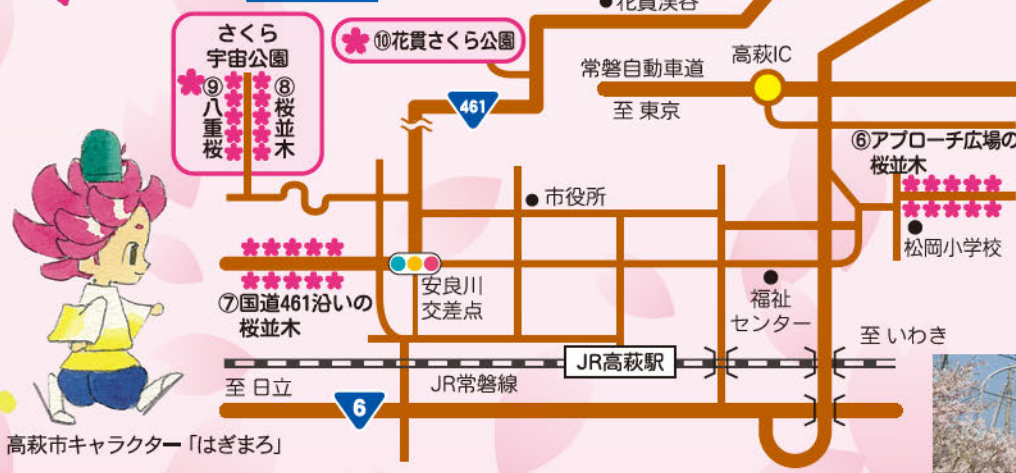 ●花貫渓谷
さくら
宇宙公園
⑨八重桜
⑧桜並木
⑩花貫さくら公園
461
常磐自動車道
至 東京
高萩IC
⑥アプローチ広場の
桜並木
松岡小学校
市役所
安良川
交差点
⑦国道461沿いの
桜並木
福祉
センター
至 いわき
JR高萩駅
JR常磐線
至 日立
6
高萩市キャラクター「はぎまろ」